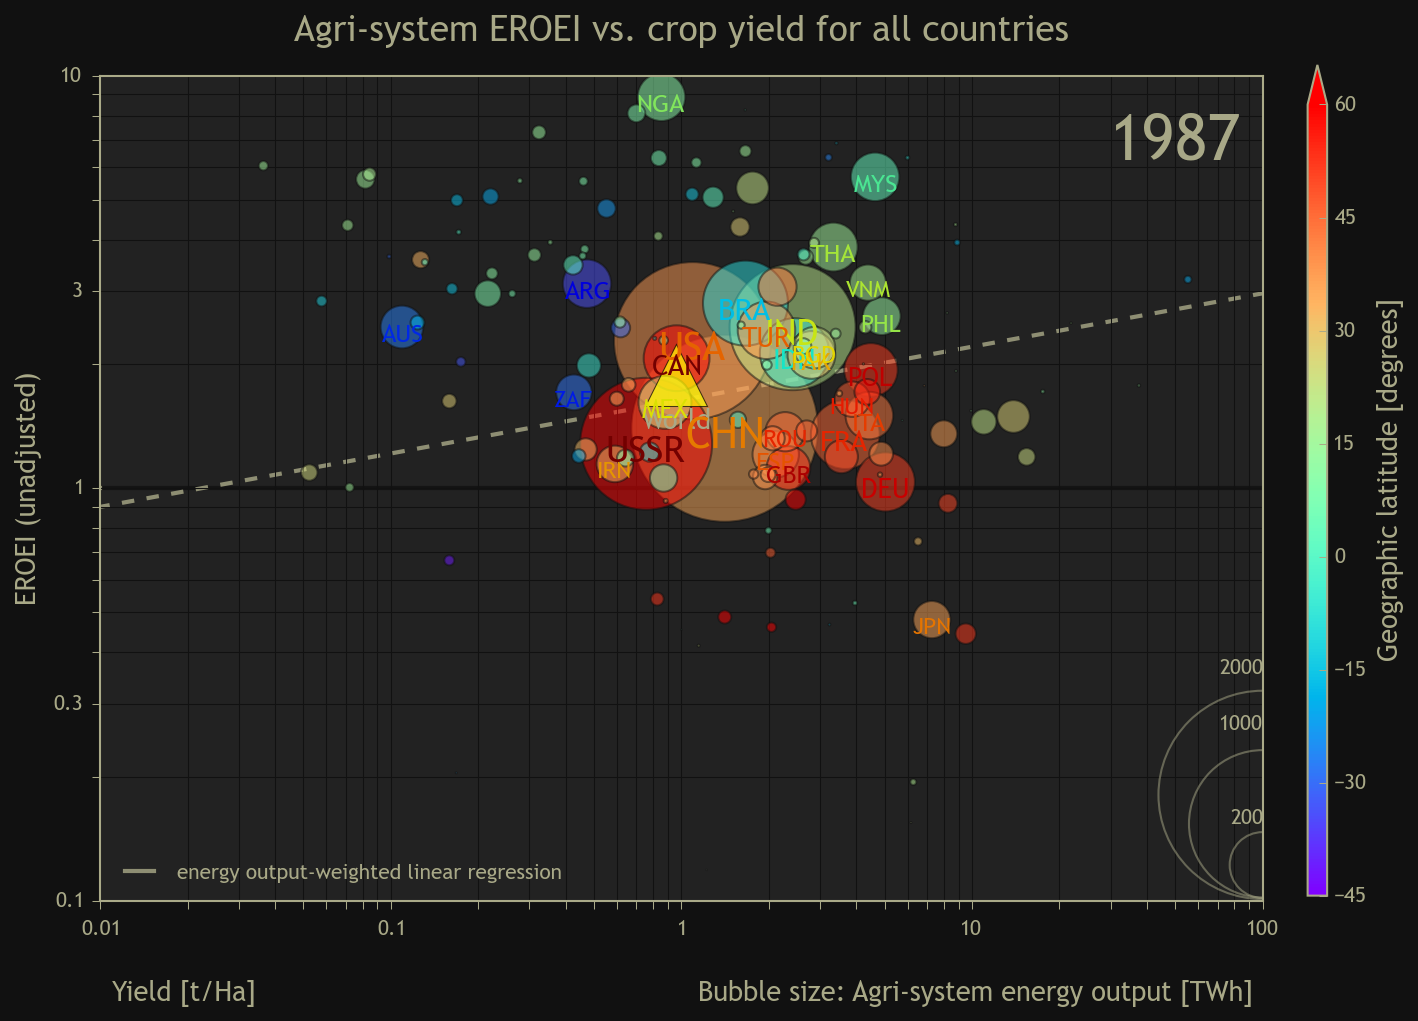 Agri-system EROEI vs. crop yield for all countries
1987
10
3
1
0.3
0.1
EROEI (unadjusted)
NGA
MYS
THA
VNM
PHL
ARG
AUS
BRA
IND
TUR
USA
CAN
POL
ZAF
MEX
World
HUN
ITA
CHN
ROU
FRA
USSR
IRN
GBR
DEU
JPN
2000
1000
200
energy output-weighted linear regression
0.01
0.1
1
10
100
Yield [t/Ha]
Bubble size: Agri-system energy output [TWh]
60
45
30
15
0
−15
−30
−45
Geographic latitude [degrees]